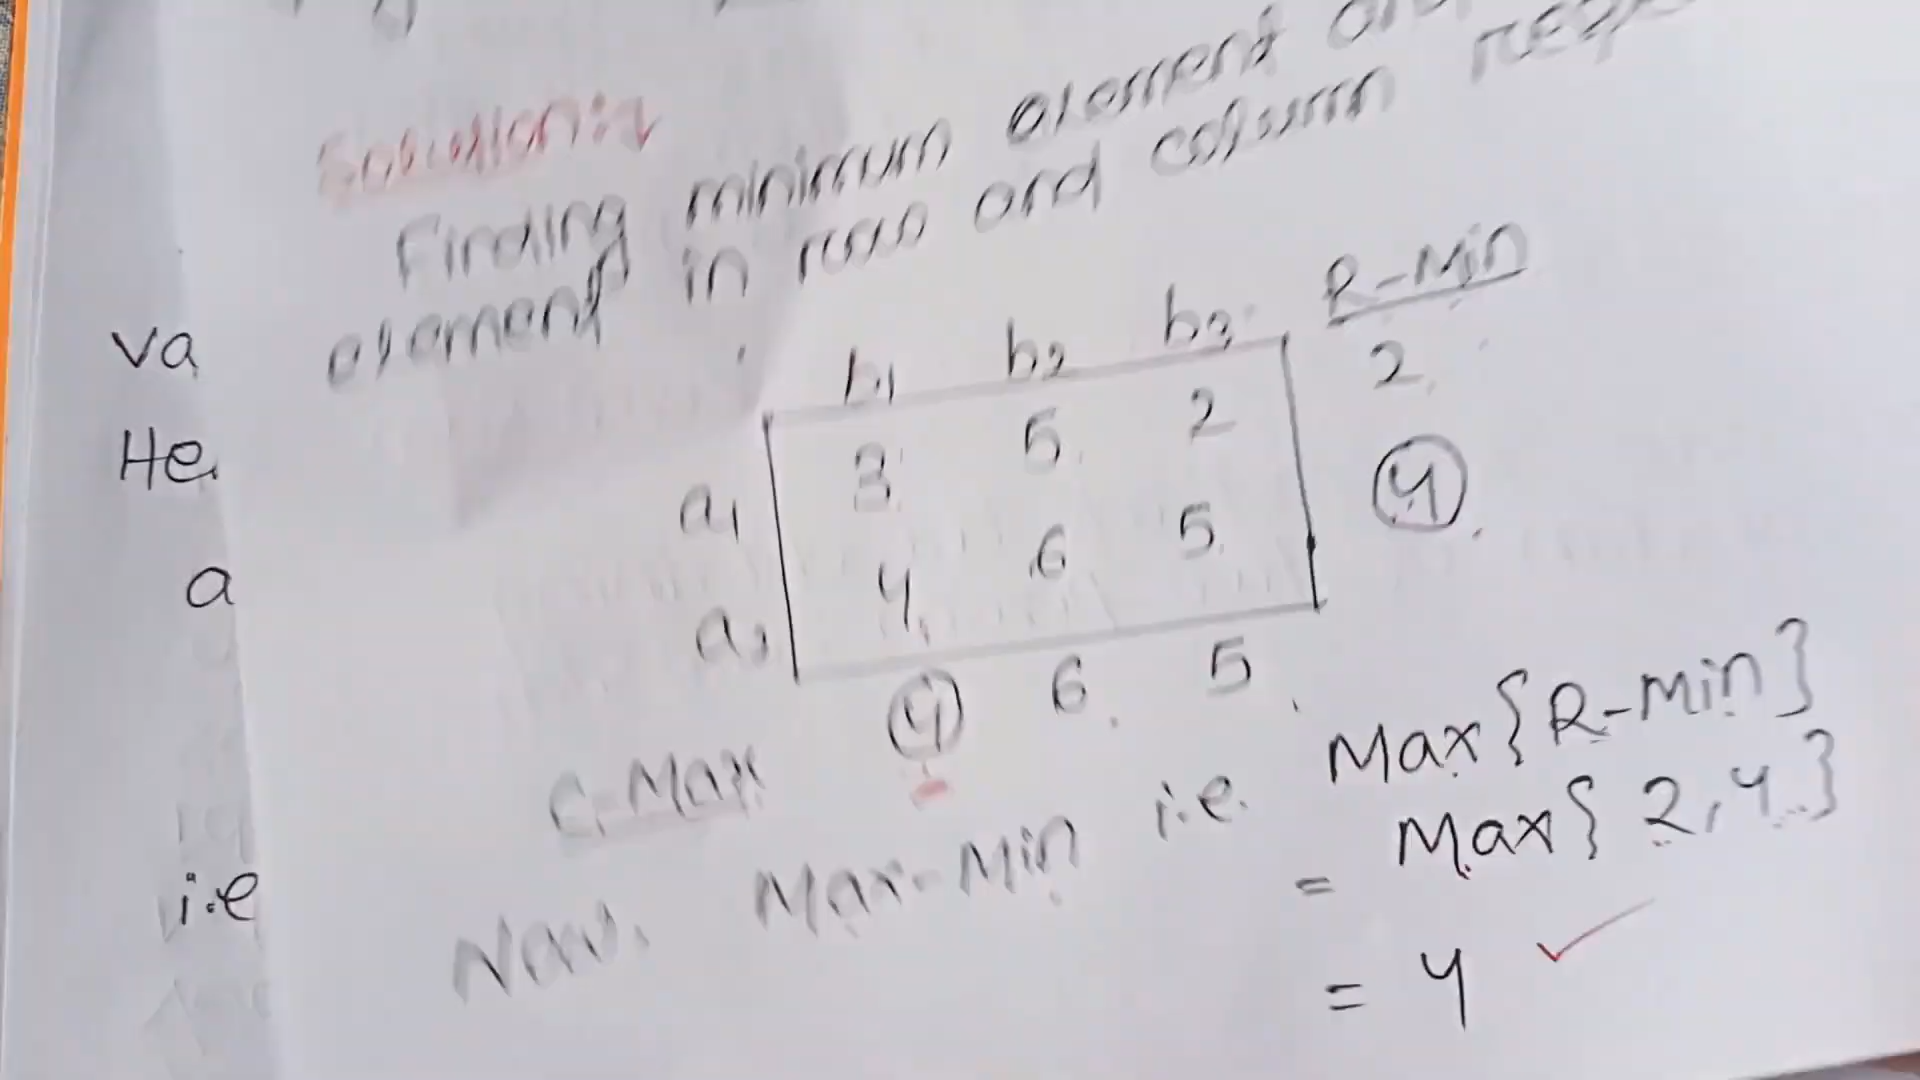 Solution:-
Finding minimum element
element in row and column
b1 b2 b3 R-Min
a1 3 5 2 2
a2 4 6 5 4
C-Max 4 6 5
Now, Max-Min i.e. Max{R-Min}
= Max{2,4}
= 4
va
He
a
i.e